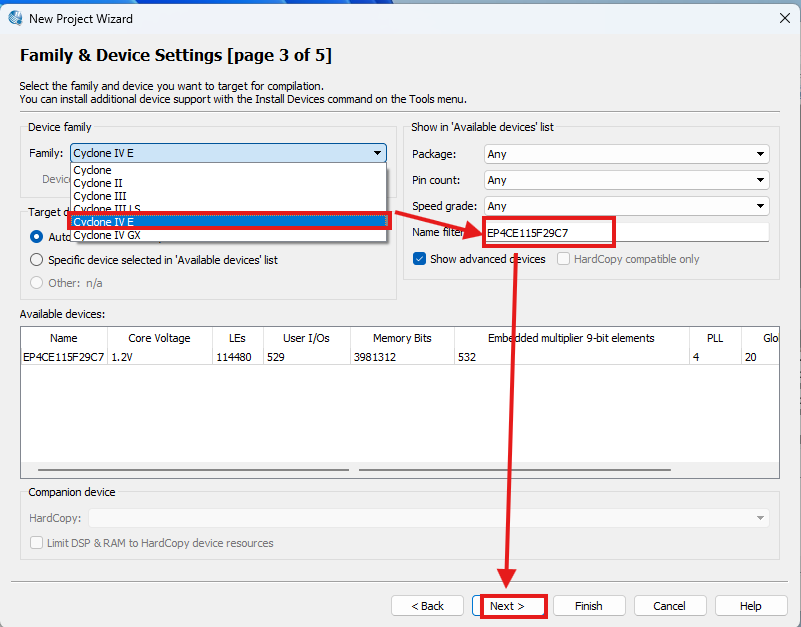 New Project Wizard
Family & Device Settings [page 3 of 5]
Select the family and device you want to target for compilation.
You can install additional device support with the Install Devices command on the Tools menu.
Device family
Family: Cyclone IV E
Cyclone
Cyclone II
Cyclone III
Cyclone III LS
Cyclone IV E
Cyclone IV GX
Devic
Target d
Auto
Specific device selected in 'Available devices' list
Other: n/a
Show in 'Available devices' list
Package: Any
Pin count: Any
Speed grade: Any
Name filter: EP4CE115F29C7
Show advanced devices HardCopy compatible only
Available devices:
Name Core Voltage LEs User I/Os Memory Bits Embedded multiplier 9-bit elements PLL Glo
EP4CE115F29C7 1.2V 114480 529 3981312 532 4 20
Companion device
HardCopy:
Limit DSP & RAM to HardCopy device resources
< Back Next > Finish Cancel Help